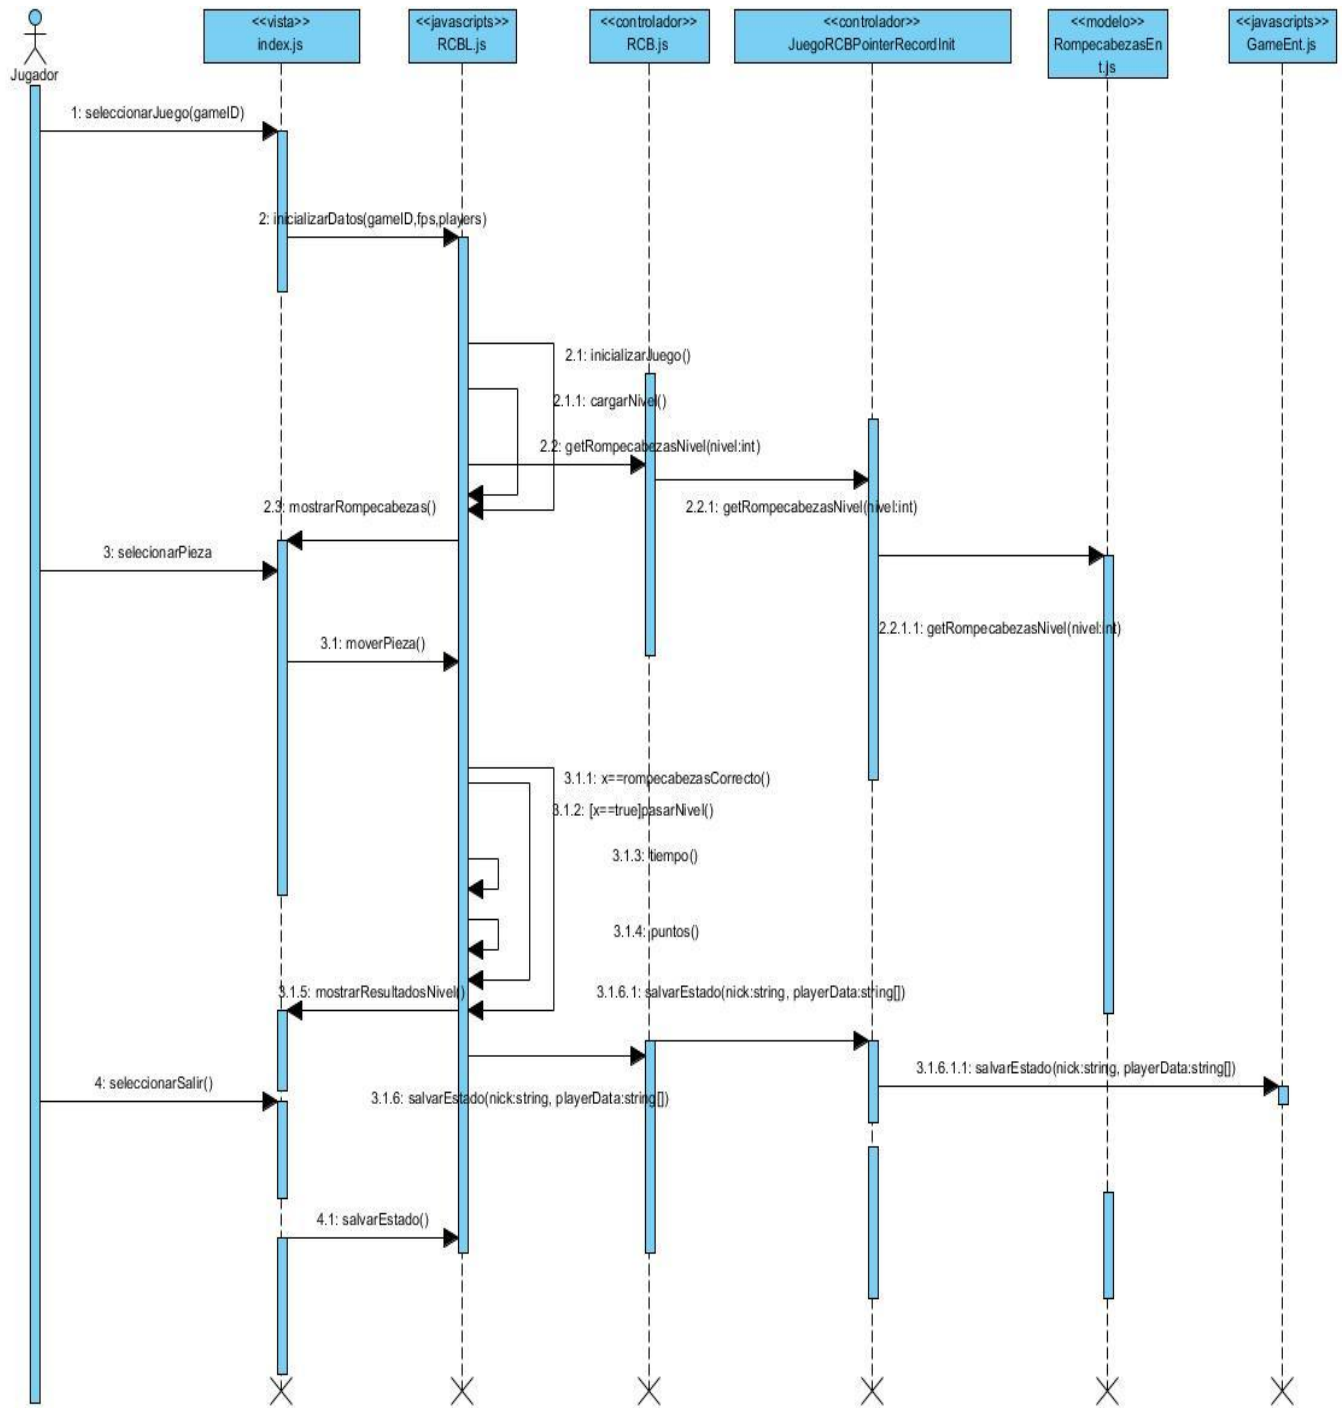 <<vista>>
index.js
<<javascripts>>
RCBL.js
<<controlador>>
RCB.js
<<controlador>>
JuegoRCBPointerRecordInit
<<modelo>>
RompecabezasEn
t.js
<<javascripts>>
GameEnt.js
Jugador
1: seleccionarJuego(gameID)
2: inicializarDatos(gameID,fps,players)
2.1: inicializarJuego()
2.1.1: cargarNivel()
2.2: getRompecabezasNivel(nivel:int)
2.3: mostrarRompecabezas()
2.2.1: getRompecabezasNivel(nivel:int)
3: selecionarPieza
2.2.1.1: getRompecabezasNivel(nivel:int)
3.1: moverPieza()
3.1.1: x==rompecabezasCorrecto()
3.1.2: [x==true]pasarNivel()
3.1.3: tiempo()
3.1.4: puntos()
3.1.5: mostrarResultadosNivel()
3.1.6.1: salvarEstado(nick:string, playerData:string[])
3.1.6.1.1: salvarEstado(nick:string, playerData:string[])
4: seleccionarSalir()
3.1.6: salvarEstado(nick:string, playerData:string[])
4.1: salvarEstado()